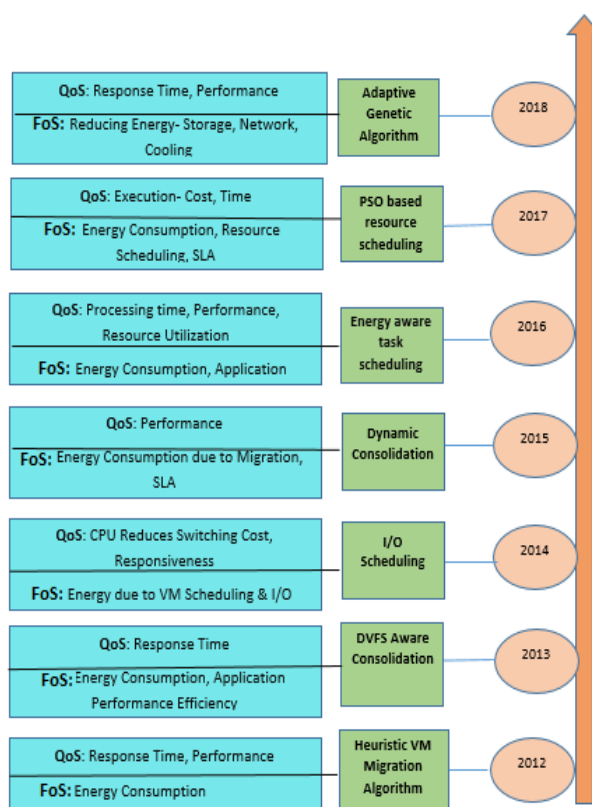 QoS: Response Time, Performance
FoS: Reducing Energy- Storage, Network,
Cooling
Adaptive
Genetic
Algorithm
2018
QoS: Execution- Cost, Time
FoS: Energy Consumption, Resource
Scheduling, SLA
PSO based
resource
scheduling
2017
QoS: Processing time, Performance,
Resource Utilization
FoS: Energy Consumption, Application
Energy aware
task
scheduling
2016
QoS: Performance
FoS: Energy Consumption due to Migration,
SLA
Dynamic
Consolidation
2015
QoS: CPU Reduces Switching Cost,
Responsiveness
FoS: Energy due to VM Scheduling & I/O
I/O
Scheduling
2014
QoS: Response Time
FoS: Energy Consumption, Application
Performance Efficiency
DVFS Aware
Consolidation
2013
QoS: Response Time, Performance
FoS: Energy Consumption
Heuristic VM
Migration
Algorithm
2012